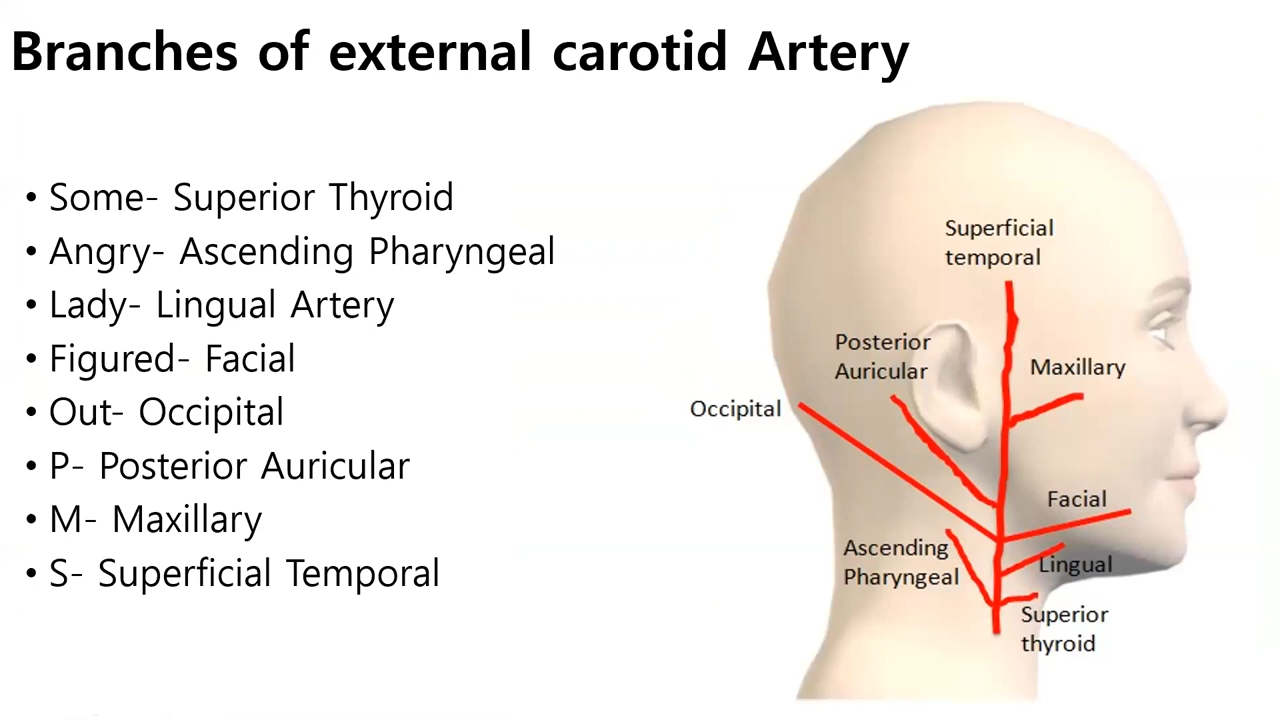 Branches of external carotid Artery
• Some- Superior Thyroid
• Angry- Ascending Pharyngeal
• Lady- Lingual Artery
• Figured- Facial
• Out- Occipital
• P- Posterior Auricular
• M- Maxillary
• S- Superficial Temporal
Superficial
temporal
Posterior
Auricular
Maxillary
Occipital
Facial
Ascending
Pharyngeal
Lingual
Superior
thyroid